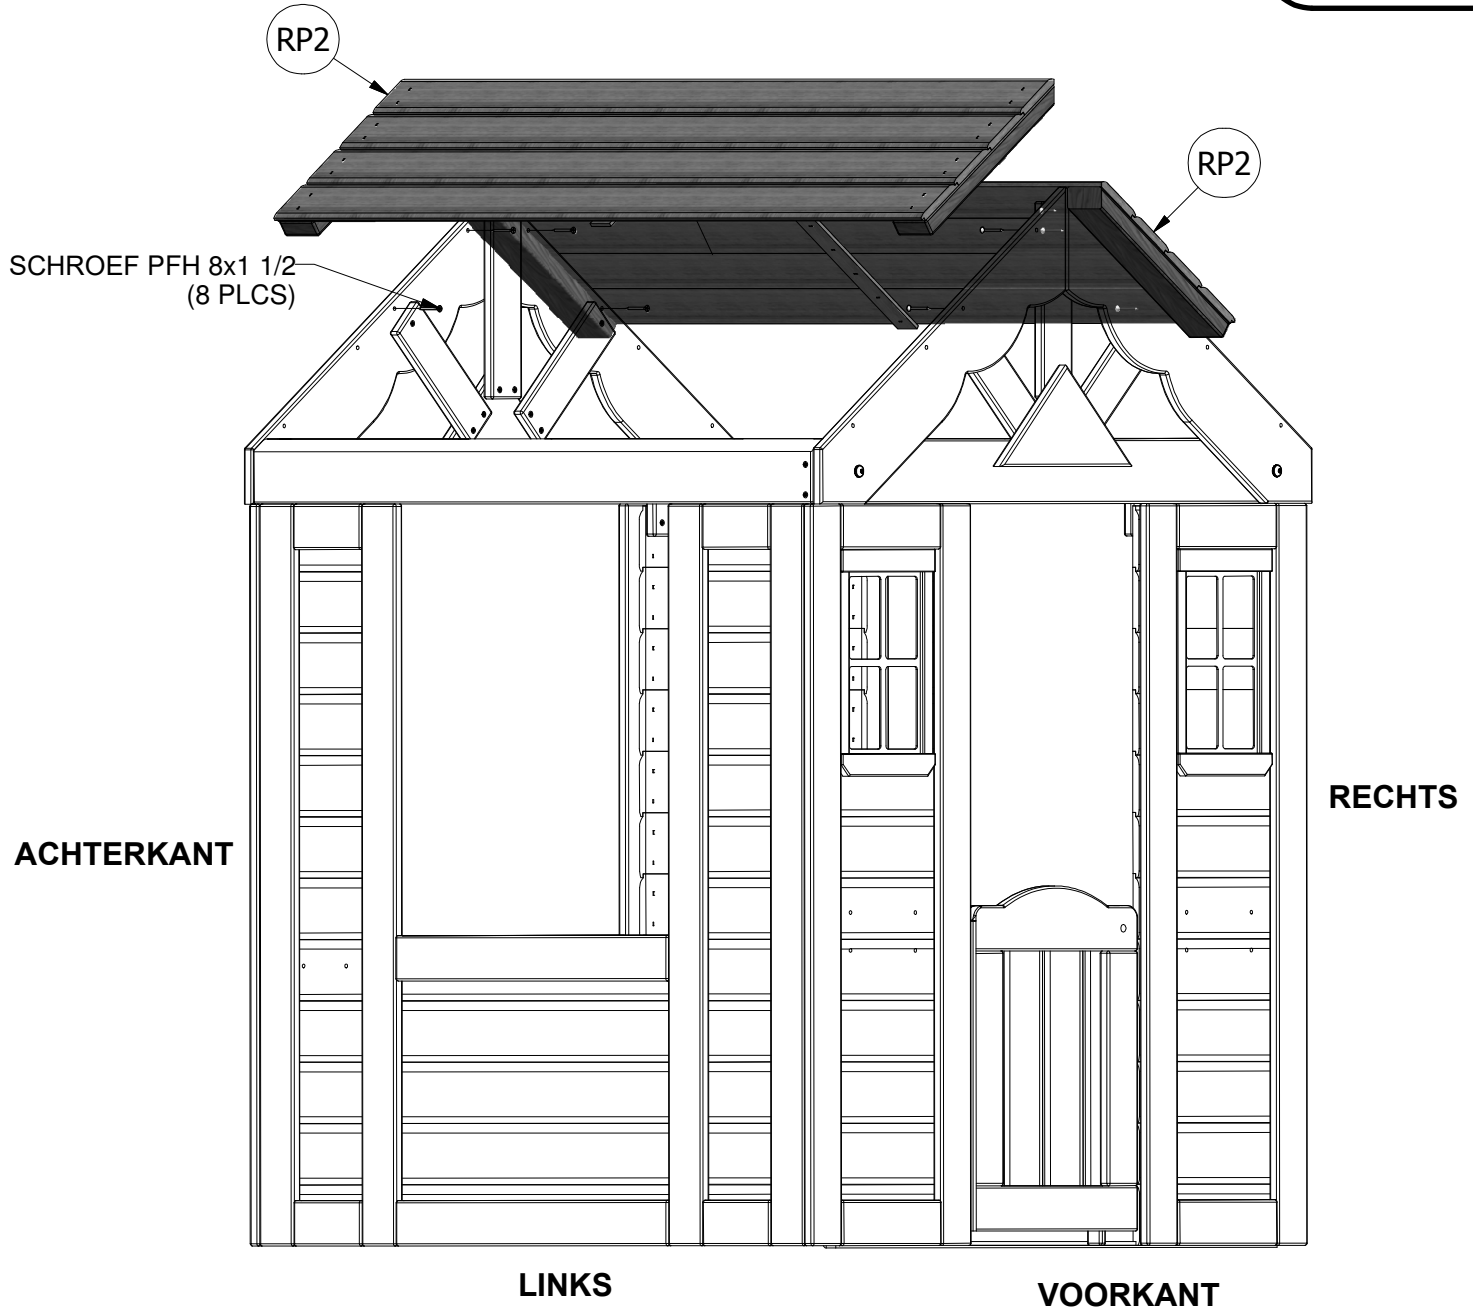 RP2
RP2
SCHROEF PFH 8x1 1/2
(8 PLCS)
RECHTS
ACHTERKANT
LINKS
VOORKANT